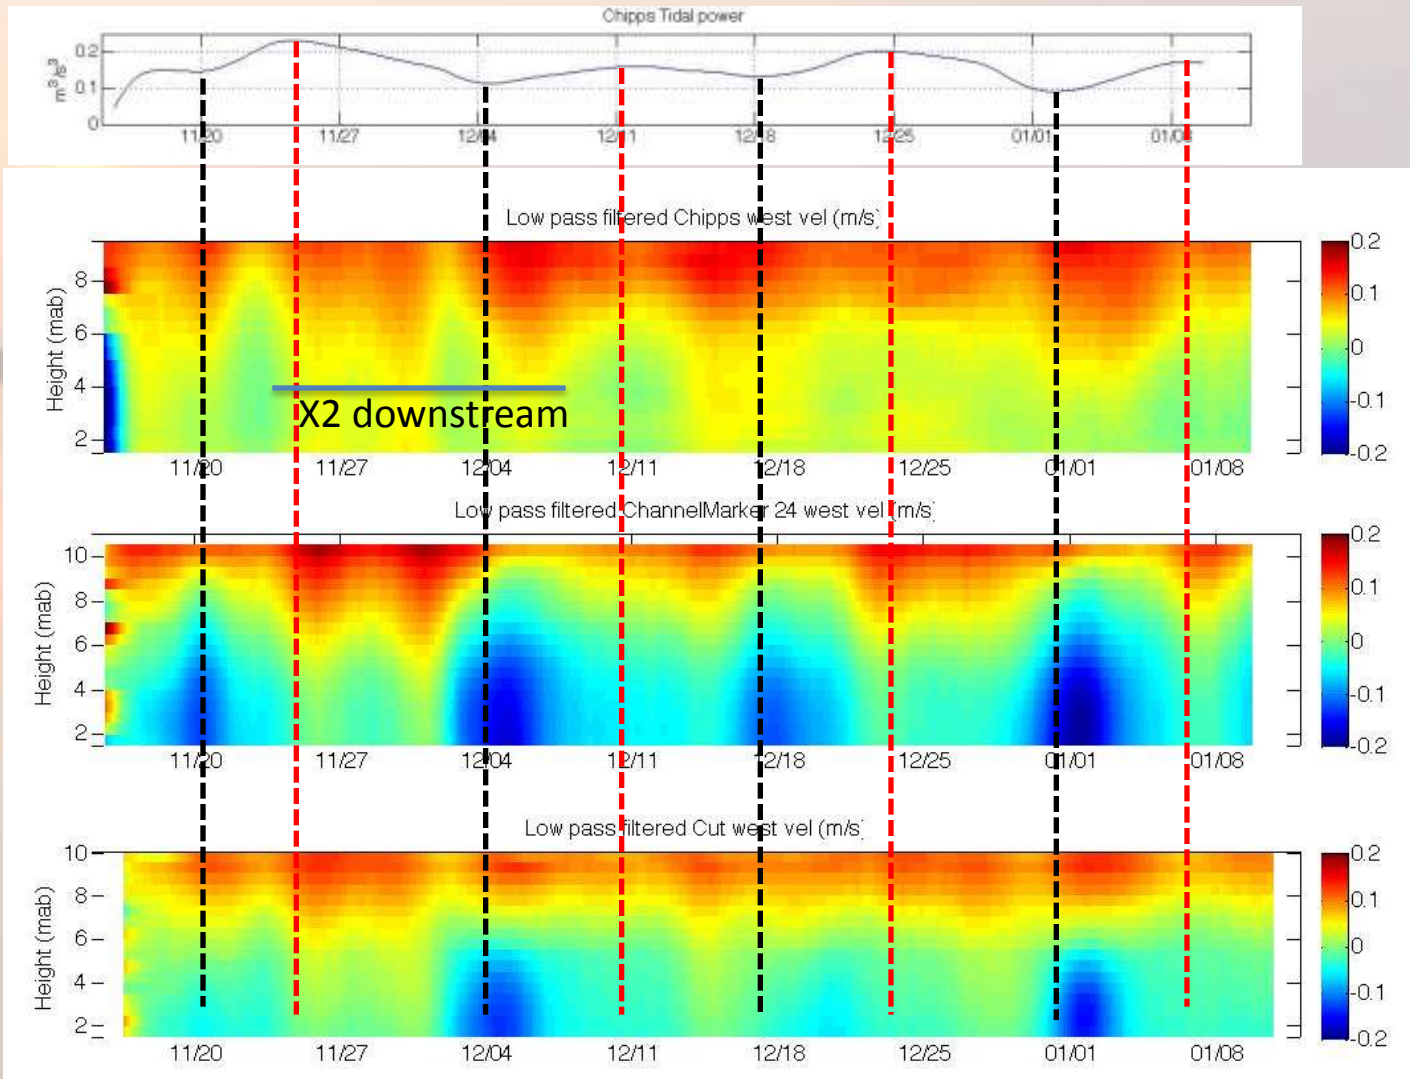 Chipps Tidal power
m³/s³
0.2
0.1
0
11/20 11/27 12/04 12/11 12/18 12/25 01/01 01/08
Low pass filtered Chipps west vel (m/s)
Height (mab)
8
6
4
2
X2 downstream
0.2
0.1
0
-0.1
-0.2
11/20 11/27 12/04 12/11 12/18 12/25 01/01 01/08
Low pass filtered ChannelMarker 24 west vel (m/s)
Height (mab)
10
8
6
4
2
0.2
0.1
0
-0.1
-0.2
11/20 11/27 12/04 12/11 12/18 12/25 01/01 01/08
Low pass filtered Cut west vel (m/s)
Height (mab)
10
8
6
4
2
0.2
0.1
0
-0.1
-0.2
11/20 11/27 12/04 12/11 12/18 12/25 01/01 01/08